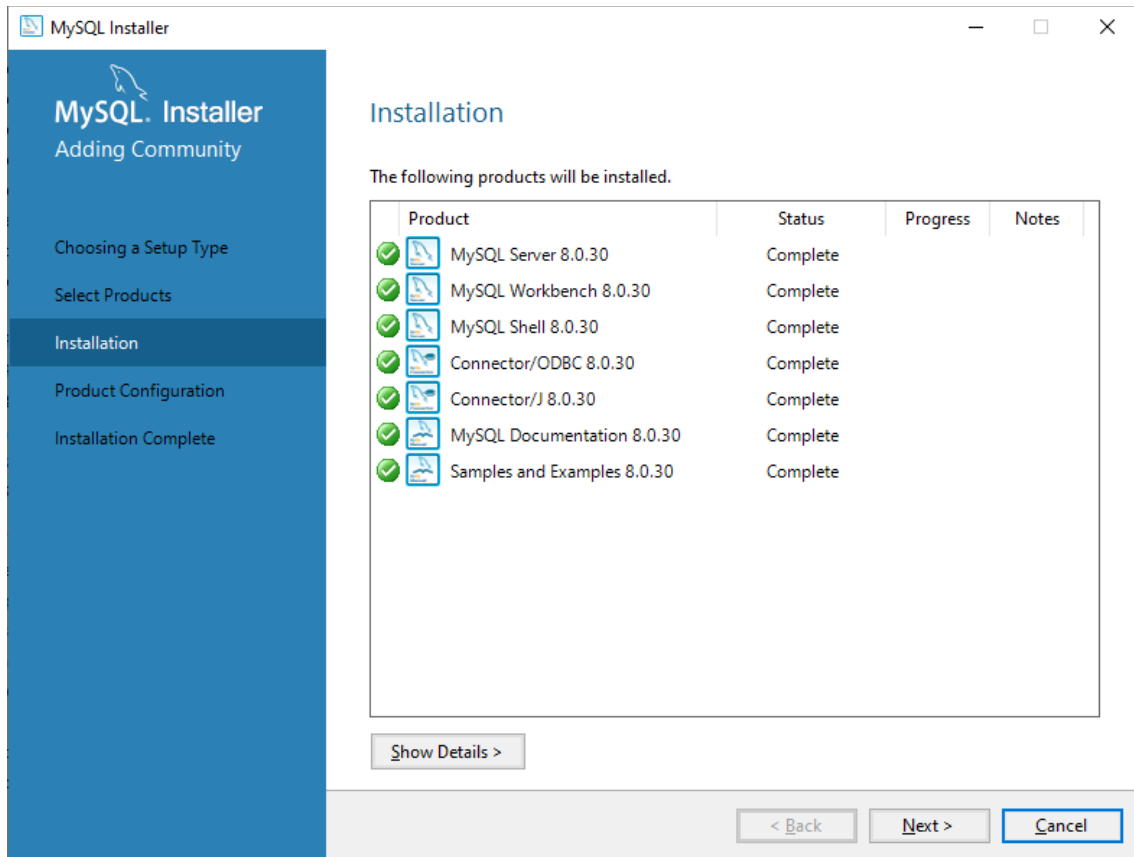 MySQL Installer
MySQL. Installer
Adding Community
Choosing a Setup Type
Select Products
Installation
Product Configuration
Installation Complete
Installation
The following products will be installed.
Product Status Progress Notes
MySQL Server 8.0.30 Complete
MySQL Workbench 8.0.30 Complete
MySQL Shell 8.0.30 Complete
Connector/ODBC 8.0.30 Complete
Connector/J 8.0.30 Complete
MySQL Documentation 8.0.30 Complete
Samples and Examples 8.0.30 Complete
Show Details >
< Back Next > Cancel